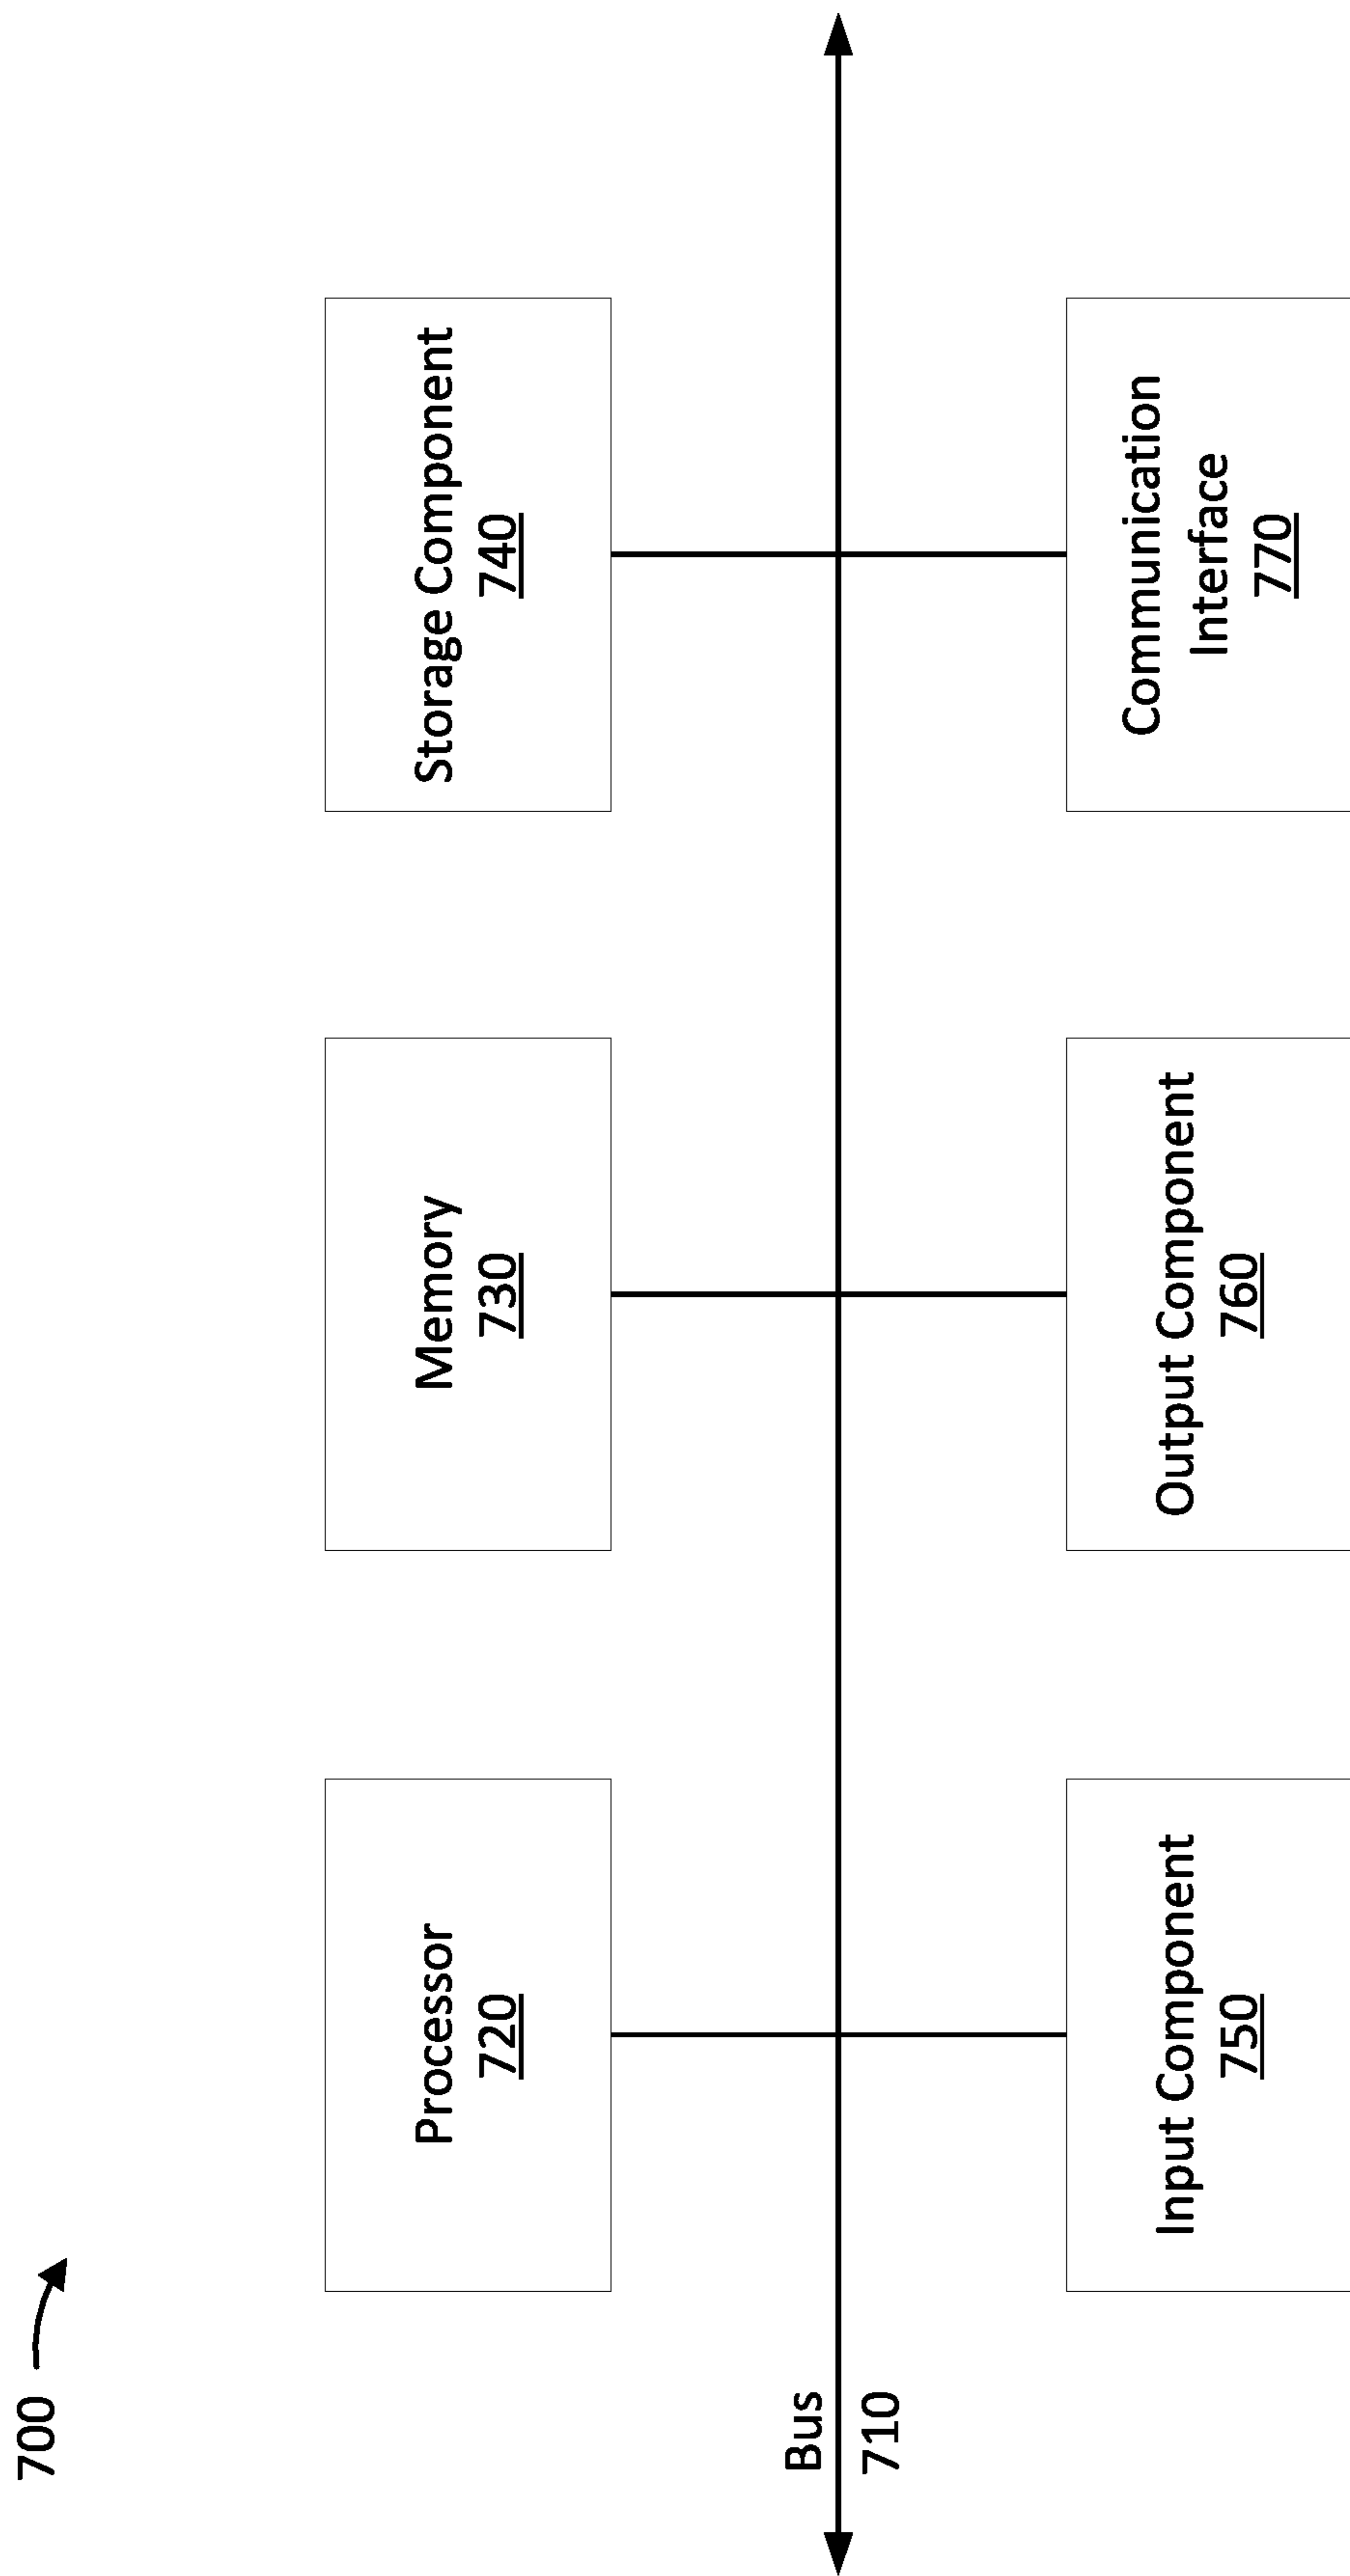 700
Processor
720
Memory
730
Storage Component
740
Bus
710
Input Component
750
Output Component
760
Communication
Interface
770